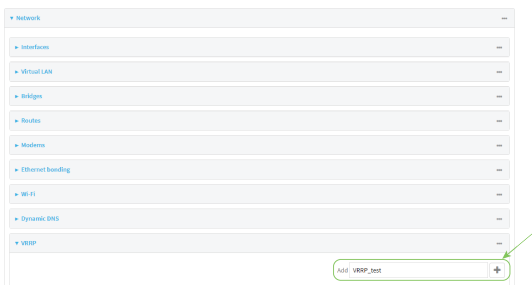 Network
Interfaces
Virtual LAN
Bridges
Routes
Modems
Ethernet bonding
Wi-Fi
Dynamic DNS
VRRP
Add VRRP_test